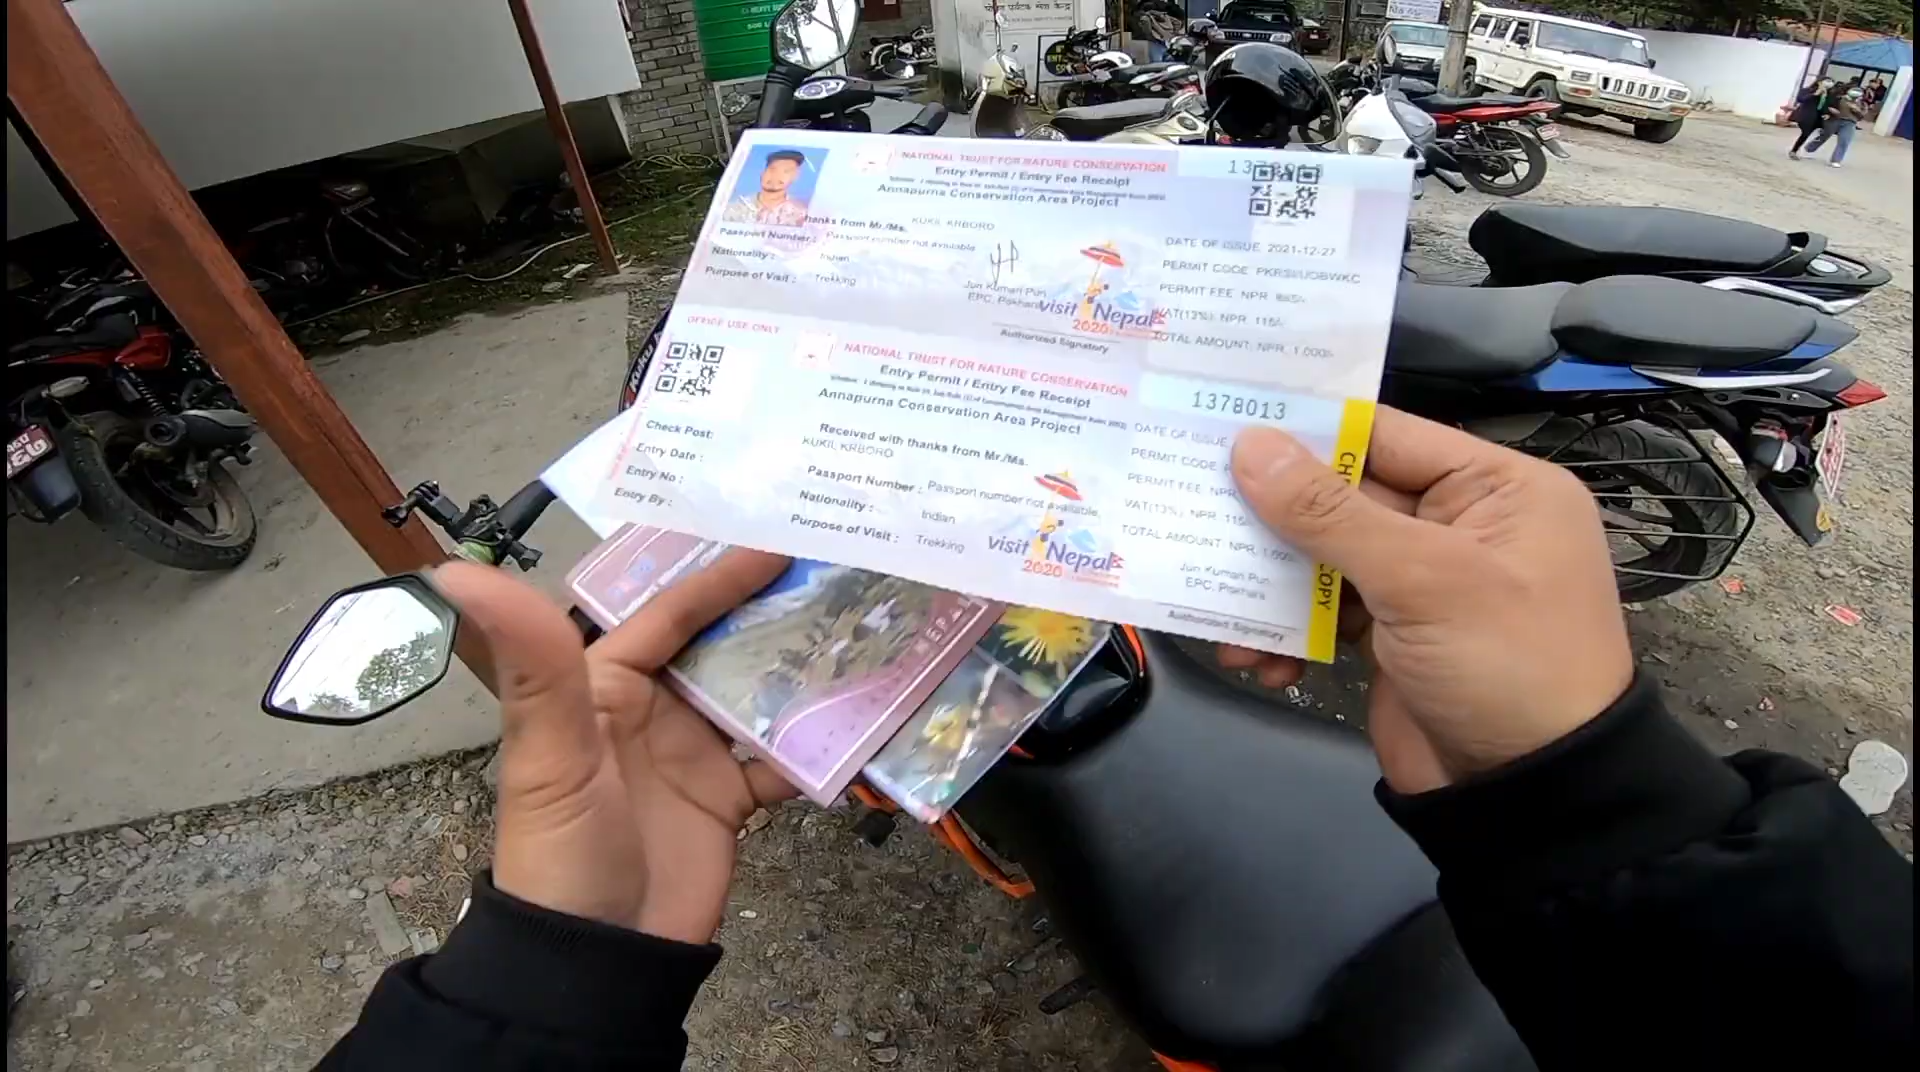 NATIONAL TRUST FOR NATURE CONSERVATION
Entry Permit / Entry Fee Receipt
Annapurna Conservation Area Project
thanks from Mr./Ms. KUKIL KRBORO
Passport Number : Passport number not available
Nationality : Indian
Purpose of Visit : Trekking
Jun Kumari Pun
EPC, Pokhara
Authorized Signatory
visit Nepal
2020
DATE OF ISSUE 2021-12-27
PERMIT CODE
PERMIT FEE NPR
VAT(13%) NPR 115/-
TOTAL AMOUNT NPR 1,000/-
OFFICE USE ONLY
NATIONAL TRUST FOR NATURE CONSERVATION
Entry Permit / Entry Fee Receipt
Annapurna Conservation Area Project
1378013
Check Post:
Entry Date :
Entry No :
Entry By :
Received with thanks from Mr./Ms.
KUKIL KRBORO
Passport Number : Passport number not available
Nationality : Indian
Purpose of Visit : Trekking
visit Nepal
2020
DATE OF ISSUE
PERMIT CODE
PERMIT FEE NPR
VAT(13%) NPR 115
TOTAL AMOUNT NPR 1,000
Jun Kumari Pun
EPC, Pokhara
Authorized Signatory
COPY
NEPAL